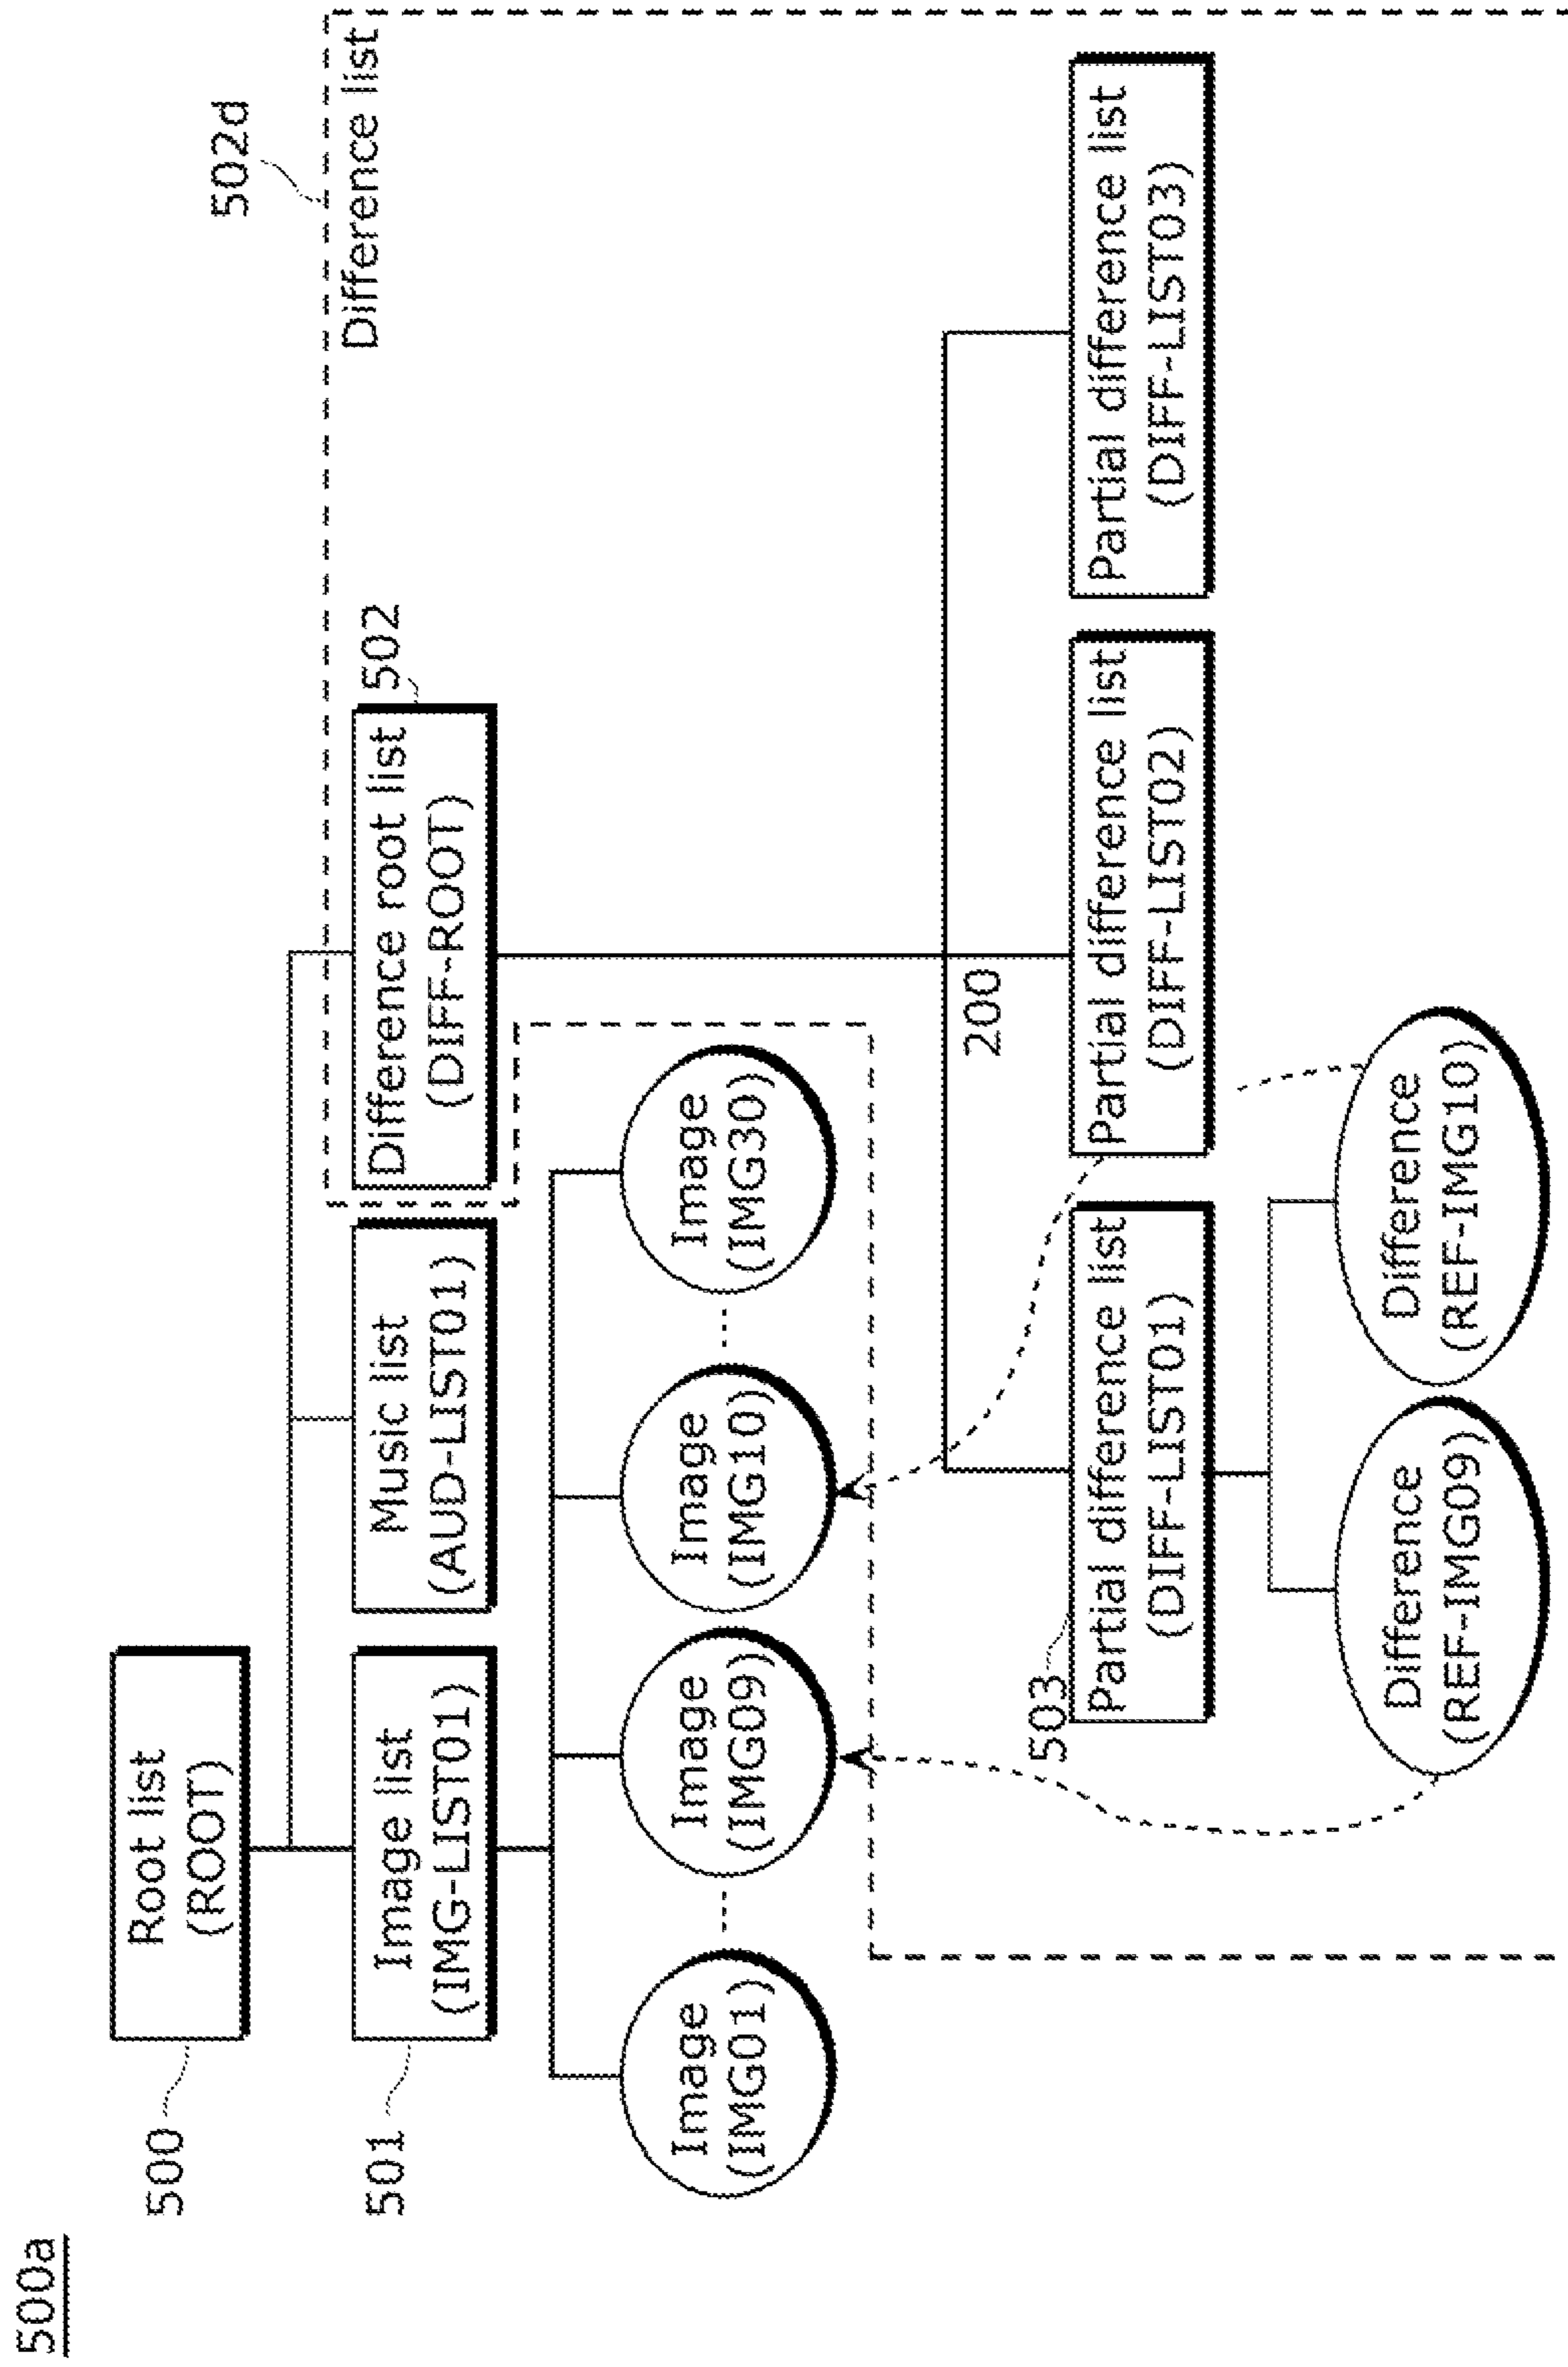 500a
500
Root list
(ROOT)
501
Image list
(IMG-LIST01)
Music list
(AUD-LIST01)
Difference root list
(DIFF-ROOT)
502
502d
Difference list
Image
(IMG01)
Image
(IMG09)
Image
(IMG10)
Image
(IMG30)
200
503
Partial difference list
(DIFF-LIST01)
Partial difference list
(DIFF-LIST02)
Partial difference list
(DIFF-LIST03)
Difference
(REF-IMG09)
Difference
(REF-IMG10)